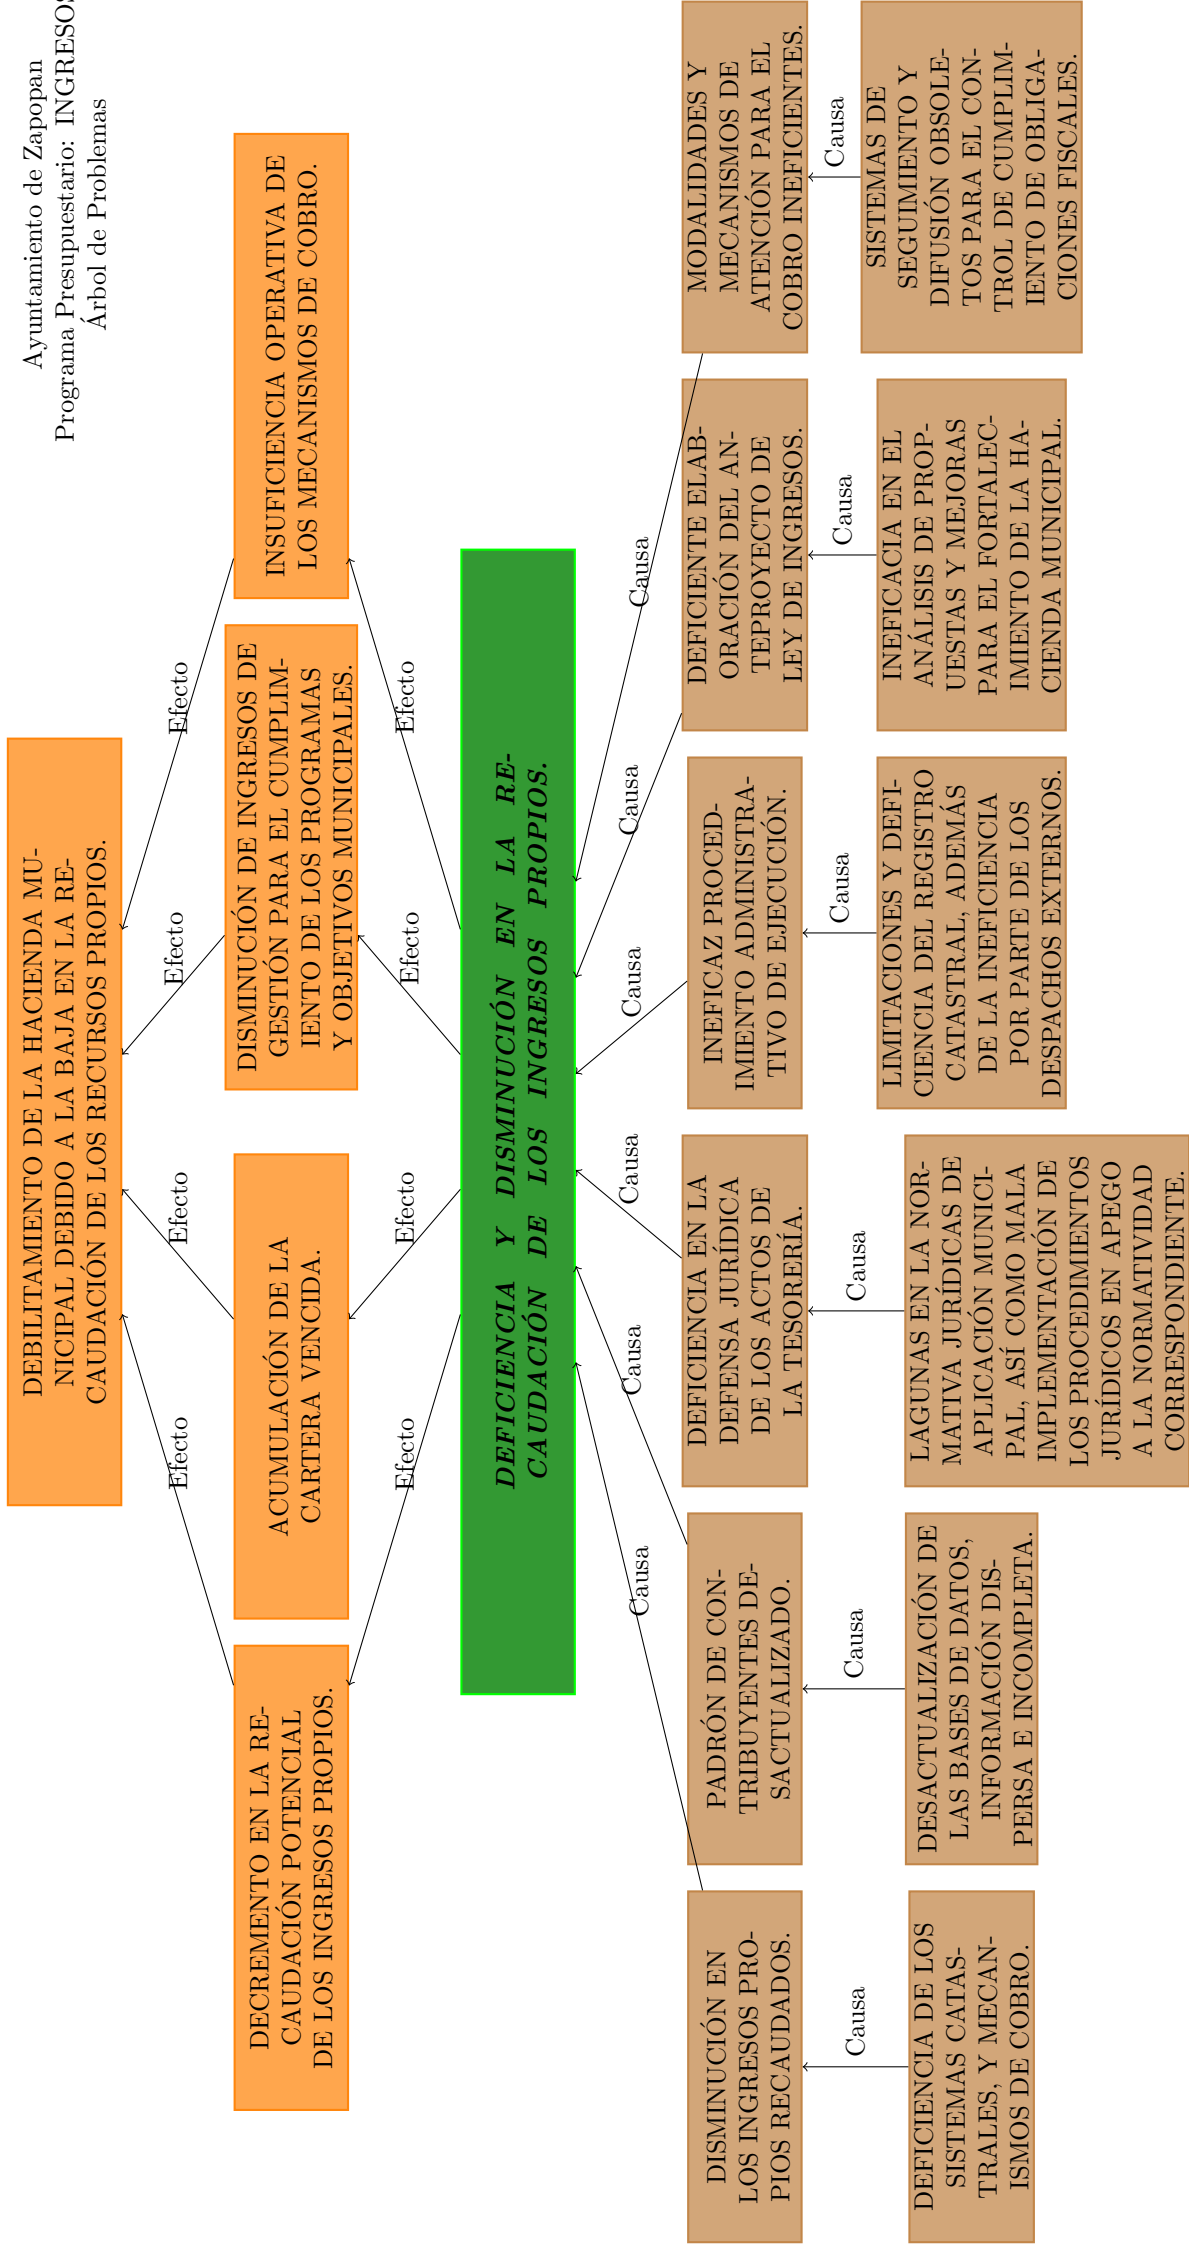 Ayuntamiento de Zapopan
Programa Presupuestario: INGRESOS
Árbol de Problemas
DEBILITAMIENTO DE LA HACIENDA MU-
NICIPAL DEBIDO A LA BAJA EN LA RE-
CAUDACIÓN DE LOS RECURSOS PROPIOS.
Efecto
Efecto
Efecto
Efecto
DECREMENTO EN LA RE-
CAUDACIÓN POTENCIAL
DE LOS INGRESOS PROPIOS.
ACUMULACIÓN DE LA
CARTERA VENCIDA.
DISMINUCIÓN DE INGRESOS DE
GESTIÓN PARA EL CUMPLIM-
IENTO DE LOS PROGRAMAS
Y OBJETIVOS MUNICIPALES.
INSUFICIENCIA OPERATIVA DE
LOS MECANISMOS DE COBRO.
Efecto
Efecto
Efecto
Efecto
DEFICIENCIA Y DISMINUCIÓN EN LA RE-
CAUDACIÓN DE LOS INGRESOS PROPIOS.
Causa
Causa
Causa
Causa
Causa
Causa
DISMINUCIÓN EN
LOS INGRESOS PRO-
PIOS RECAUDADOS.
PADRÓN DE CON-
TRIBUYENTES DE-
SACTUALIZADO.
DEFICIENCIA EN LA
DEFENSA JURÍDICA
DE LOS ACTOS DE
LA TESORERÍA.
INEFICAZ PROCED-
IMIENTO ADMINISTRA-
TIVO DE EJECUCIÓN.
DEFICIENTE ELAB-
ORACIÓN DEL AN-
TEPROYECTO DE
LEY DE INGRESOS.
MODALIDADES Y
MECANISMOS DE
ATENCIÓN PARA EL
COBRO INEFICIENTES.
Causa
Causa
Causa
Causa
Causa
Causa
DEFICIENCIA DE LOS
SISTEMAS CATAS-
TRALES, Y MECAN-
ISMOS DE COBRO.
DESACTUALIZACIÓN DE
LAS BASES DE DATOS,
INFORMACIÓN DIS-
PERSA E INCOMPLETA.
LAGUNAS EN LA NOR-
MATIVA JURÍDICAS DE
APLICACIÓN MUNICI-
PAL, ASÍ COMO MALA
IMPLEMENTACIÓN DE
LOS PROCEDIMIENTOS
JURÍDICOS EN APEGO
A LA NORMATIVIDAD
CORRESPONDIENTE.
LIMITACIONES Y DEFI-
CIENCIA DEL REGISTRO
CATASTRAL, ADEMÁS
DE LA INEFICIENCIA
POR PARTE DE LOS
DESPACHOS EXTERNOS.
INEFICACIA EN EL
ANÁLISIS DE PROP-
UESTAS Y MEJORAS
PARA EL FORTALEC-
IMIENTO DE LA HA-
CIENDA MUNICIPAL.
SISTEMAS DE
SEGUIMIENTO Y
DIFUSIÓN OBSOLE-
TOS PARA EL CON-
TROL DE CUMPLIM-
IENTO DE OBLIGA-
CIONES FISCALES.